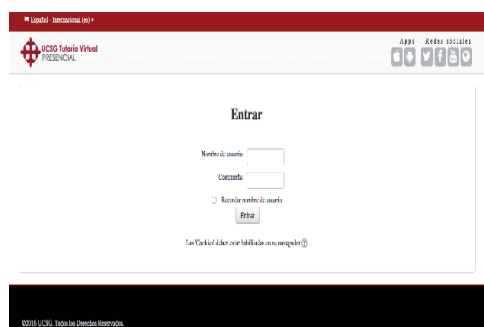 Español - Internacional (es)
UCSG Tutoría Virtual
PRESENCIAL
Apps Redes sociales
Entrar
Nombre de usuario
Contraseña
Recordar nombre de usuario
Entrar
Las 'Cookies' deben estar habilitadas en su navegador
©2016 UCSG. Todos los Derechos Reservados.